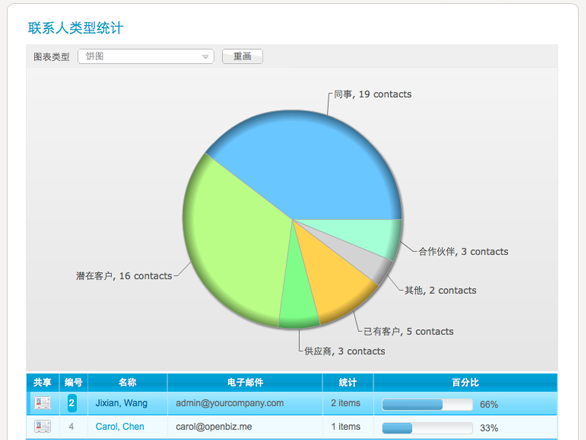 联系人类型统计
图表类型 饼图 重画
同事, 19 contacts
合作伙伴, 3 contacts
潜在客户, 16 contacts
其他, 2 contacts
已有客户, 5 contacts
供应商, 3 contacts
共享 编号 名称 电子邮件 统计 百分比
2 Jixian, Wang admin@yourcompany.com 2 items 66%
4 Carol, Chen carol@openbiz.me 1 items 33%